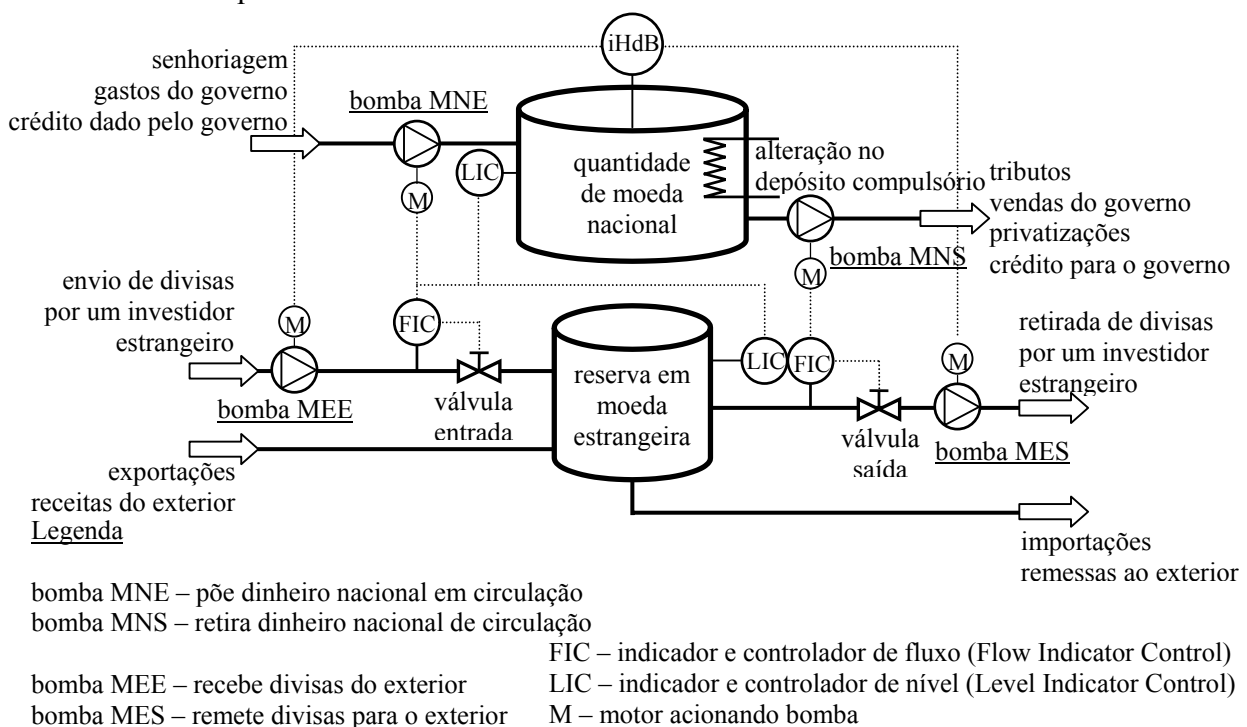 iHdB
senhoriagem
gastos do governo
crédito dado pelo governo
bomba MNE
LIC
M
quantidade
de moeda
nacional
alteração no
depósito compulsório
tributos
vendas do governo
privatizações
crédito para o governo
bomba MNS
M
envio de divisas
por um investidor
estrangeiro
M
FIC
bomba MEE
válvula
entrada
reserva em
moeda
estrangeira
LIC
FIC
M
válvula
saída
bomba MES
retirada de divisas
por um investidor
estrangeiro
exportações
receitas do exterior
importações
remessas ao exterior
Legenda
bomba MNE – põe dinheiro nacional em circulação
bomba MNS – retira dinheiro nacional de circulação
bomba MEE – recebe divisas do exterior
bomba MES – remete divisas para o exterior
FIC – indicador e controlador de fluxo (Flow Indicator Control)
LIC – indicador e controlador de nível (Level Indicator Control)
M – motor acionando bomba